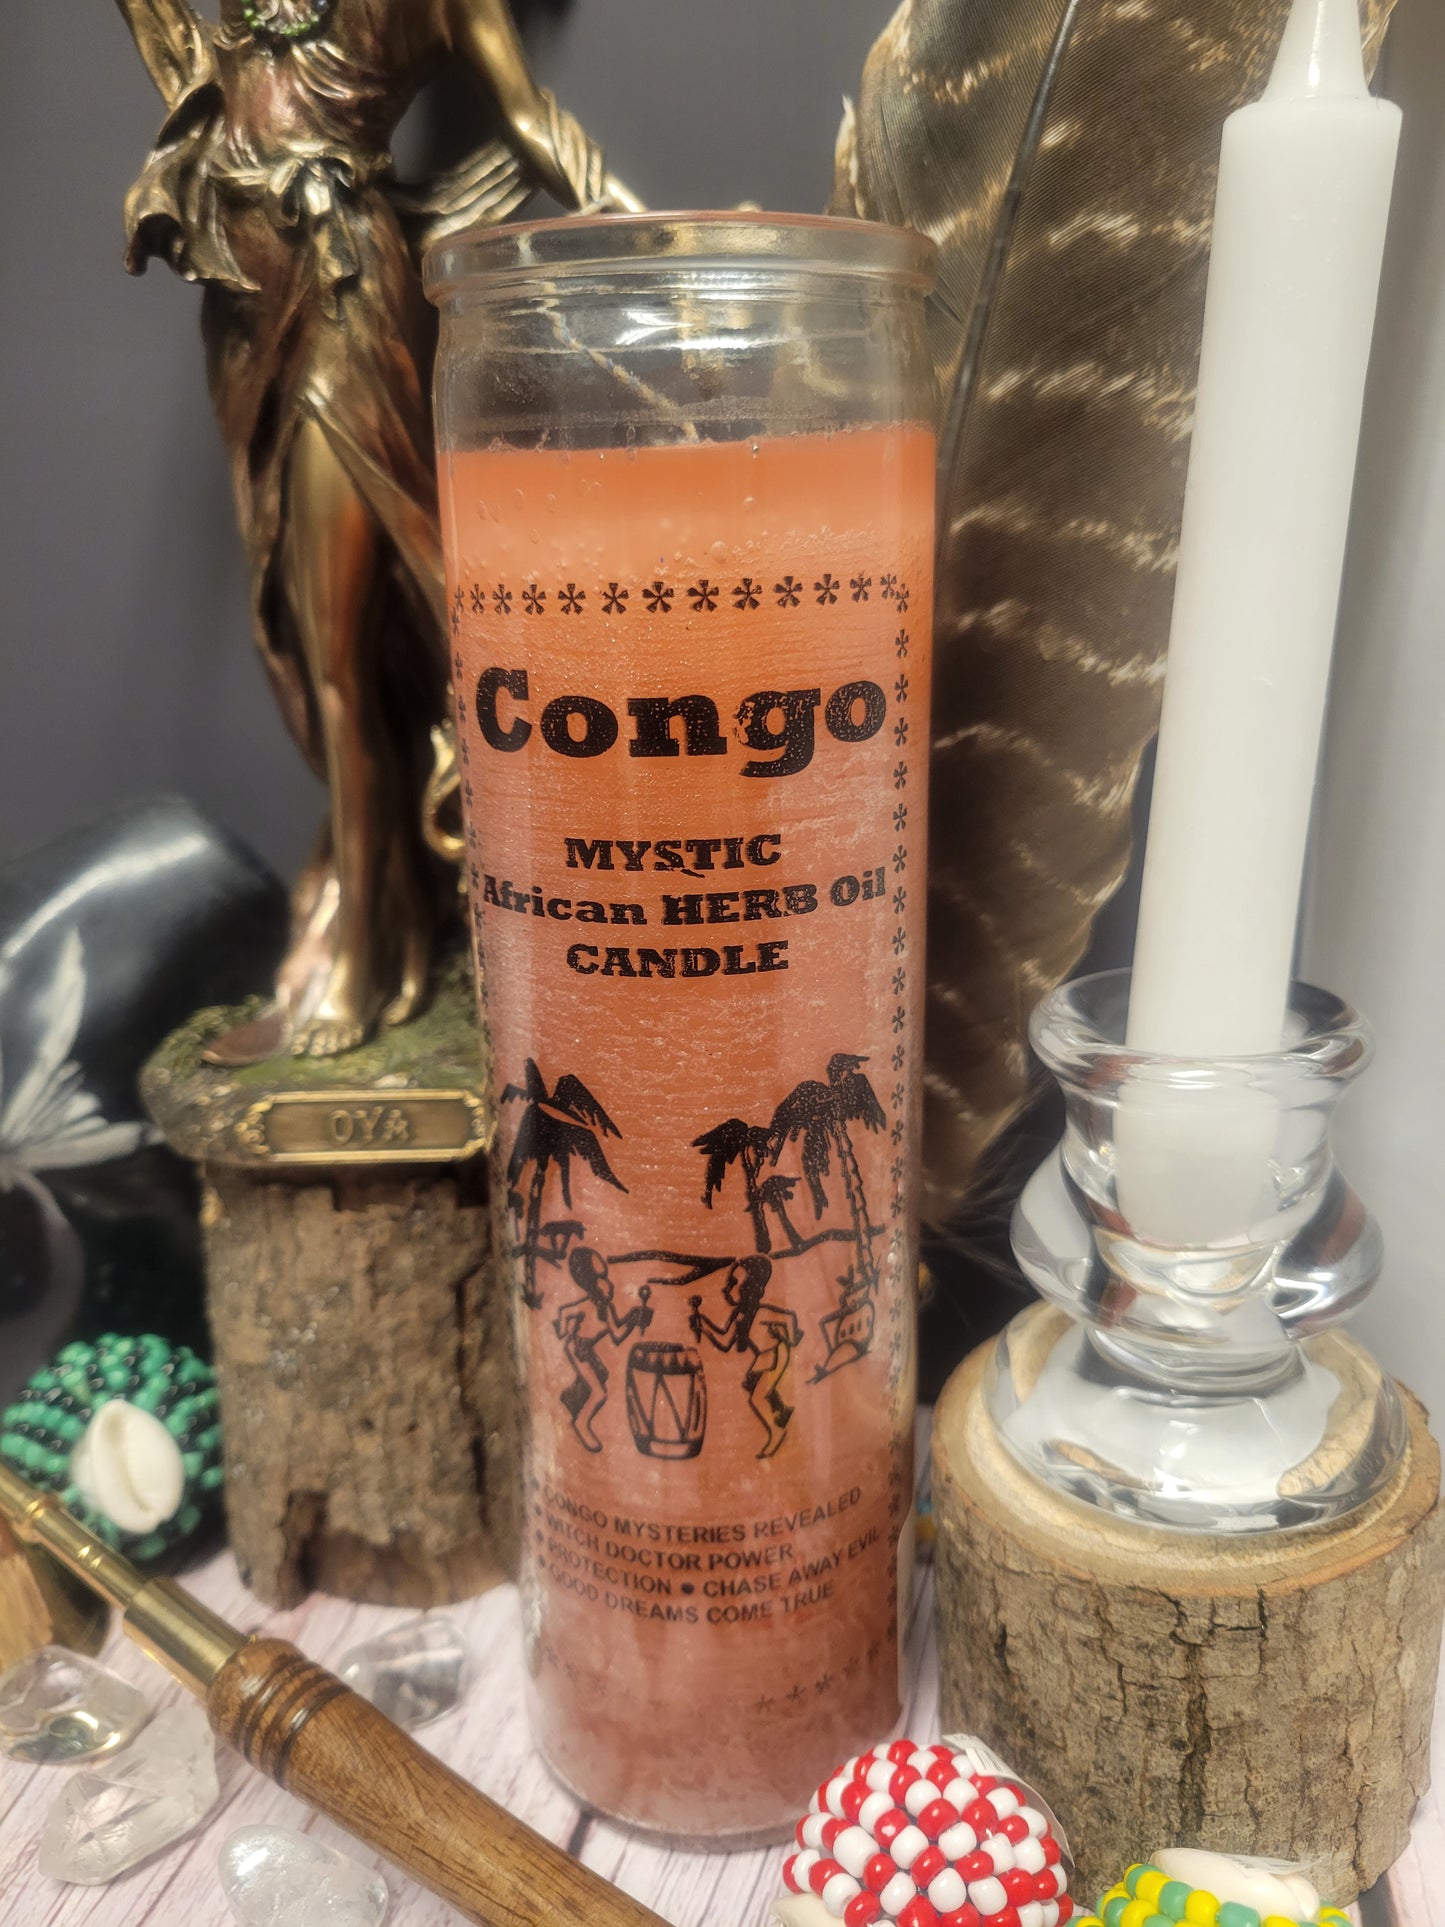 Congo
MYSTIC
African HERB Oil
CANDLE
OYA
• CONGO MYSTERIES REVEALED
• WITCH DOCTOR POWER
• PROTECTION • CHASE AWAY EVIL
• GOOD DREAMS COME TRUE